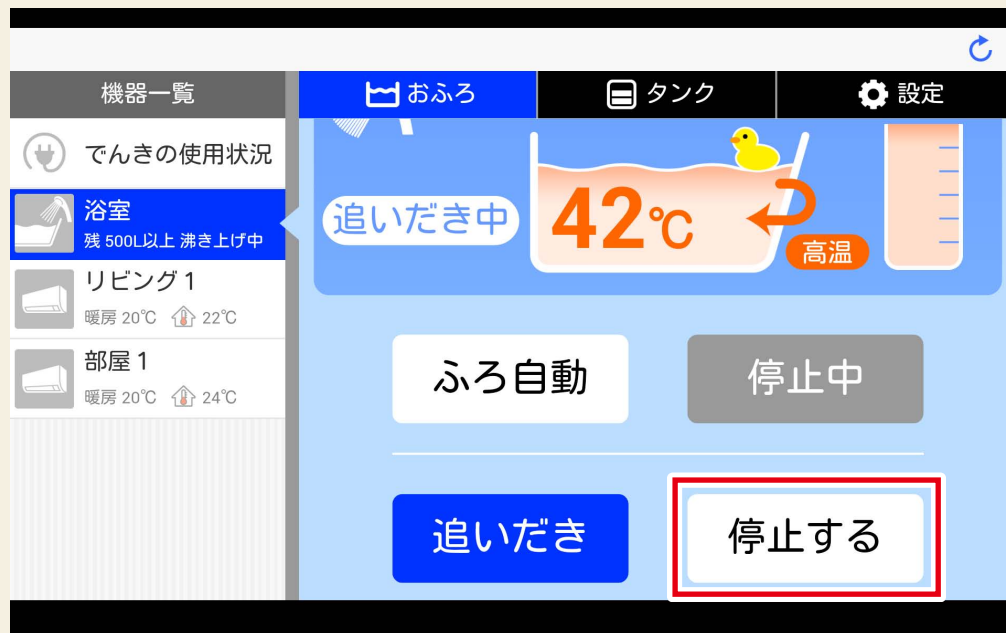 機器一覧
おふろ
タンク
設定
でんきの使用状況
浴室
残 500L以上 沸き上げ中
リビング 1
暖房 20℃ 22℃
部屋 1
暖房 20℃ 24℃
追いだき中
42℃
高温
ふろ自動
停止中
追いだき
停止する